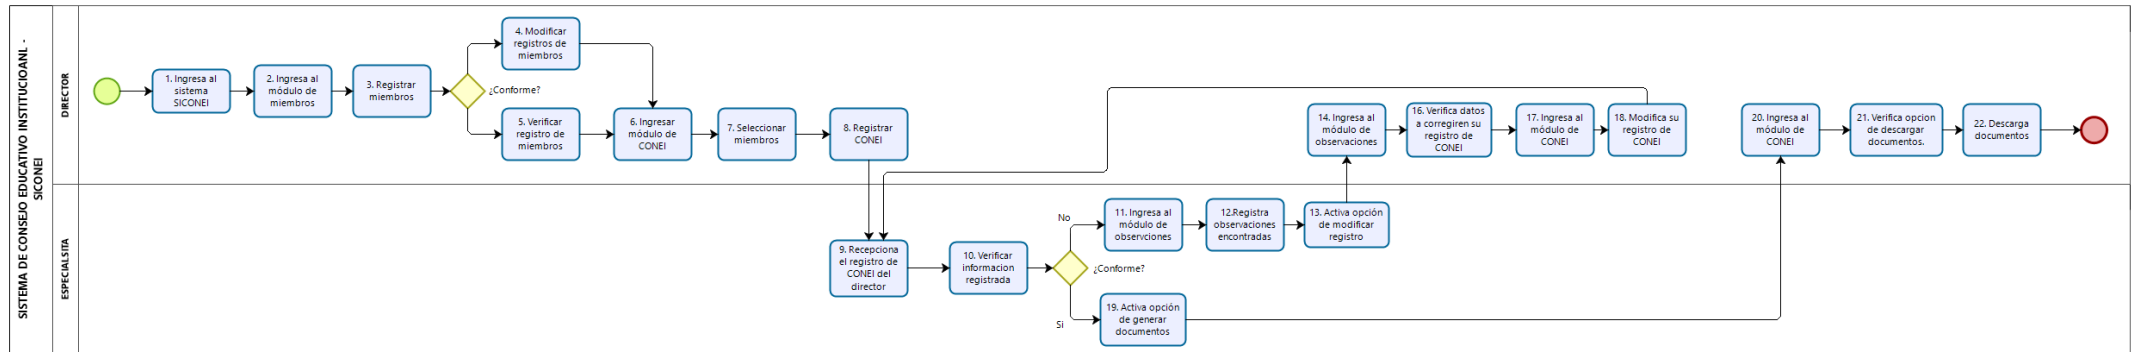 SISTEMA DE CONSEJO EDUCATIVO INSTITUCIOANL -
SICONEI
DIRECTOR
1. Ingresa al
sistema
SICONEI
2. Ingresa al
módulo de
miembros
3. Registrar
miembros
¿Conforme?
4. Modificar
registros de
miembros
5. Verificar
registro de
miembros
6. Ingresar
módulo de
CONEI
7. Seleccionar
miembros
8. Registrar
CONEI
ESPECIALSITA
9. Recepciona
el registro de
CONEI del
director
10. Verificar
informacion
registrada
¿Conforme?
No
11. Ingresa al
módulo de
observciones
12.Registra
observaciones
encontradas
13. Activa opción
de modificar
registro
14. Ingresa al
módulo de
observaciones
16. Verifica datos
a corregiren su
registro de
CONEI
17. Ingresa al
módulo de
CONEI
18. Modifica su
registro de
CONEI
Si
19. Activa opción
de generar
documentos
20. Ingresa al
módulo de
CONEI
21. Verifica opcion
de descargar
documentos.
22. Descarga
documentos